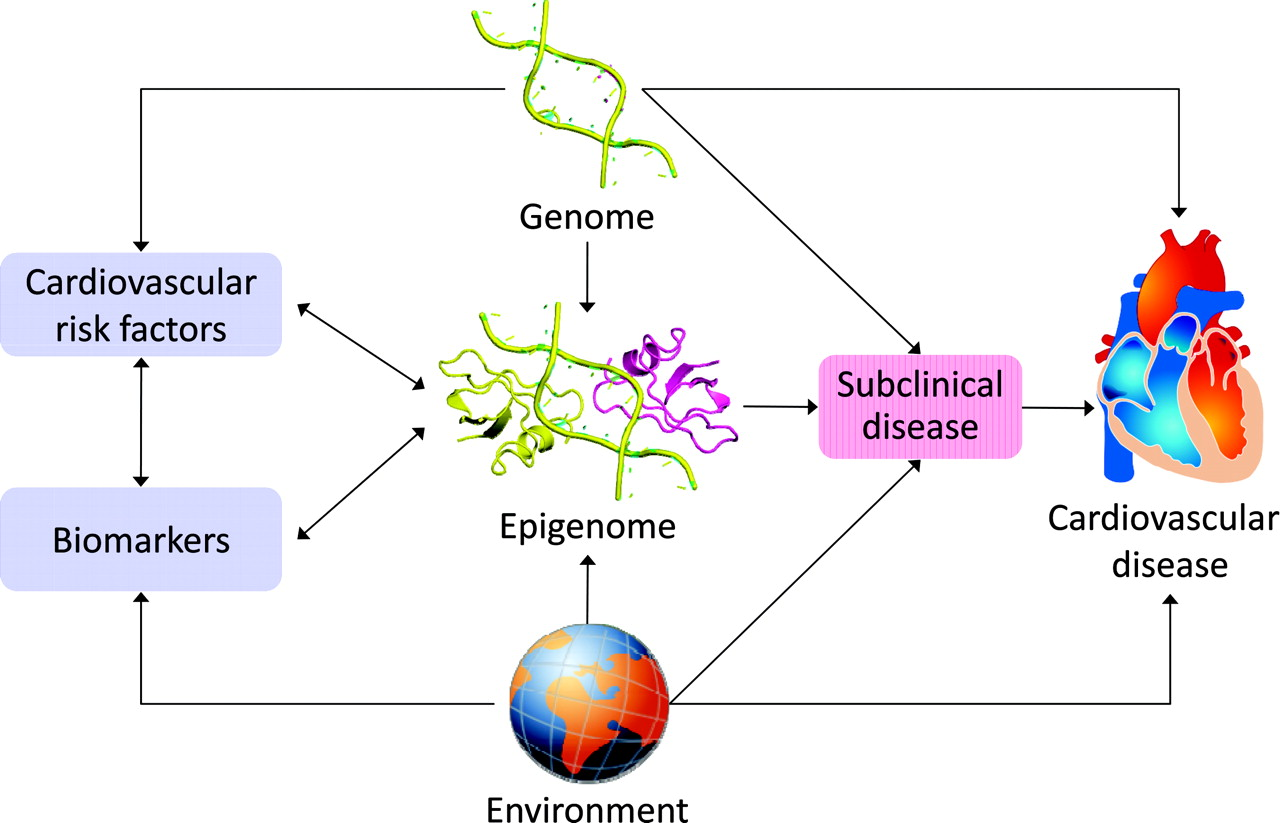 Genome
Cardiovascular
risk factors
Subclinical
disease
Biomarkers
Epigenome
Cardiovascular
disease
Environment